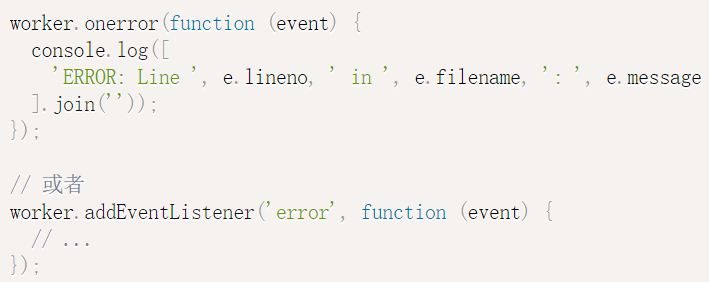 worker.onerror(function (event) {
  console.log([
    'ERROR: Line ', e.lineno, ' in ', e.filename, ': ', e.message
  ].join(''));
});

// 或者
worker.addEventListener('error', function (event) {
  // ...
});